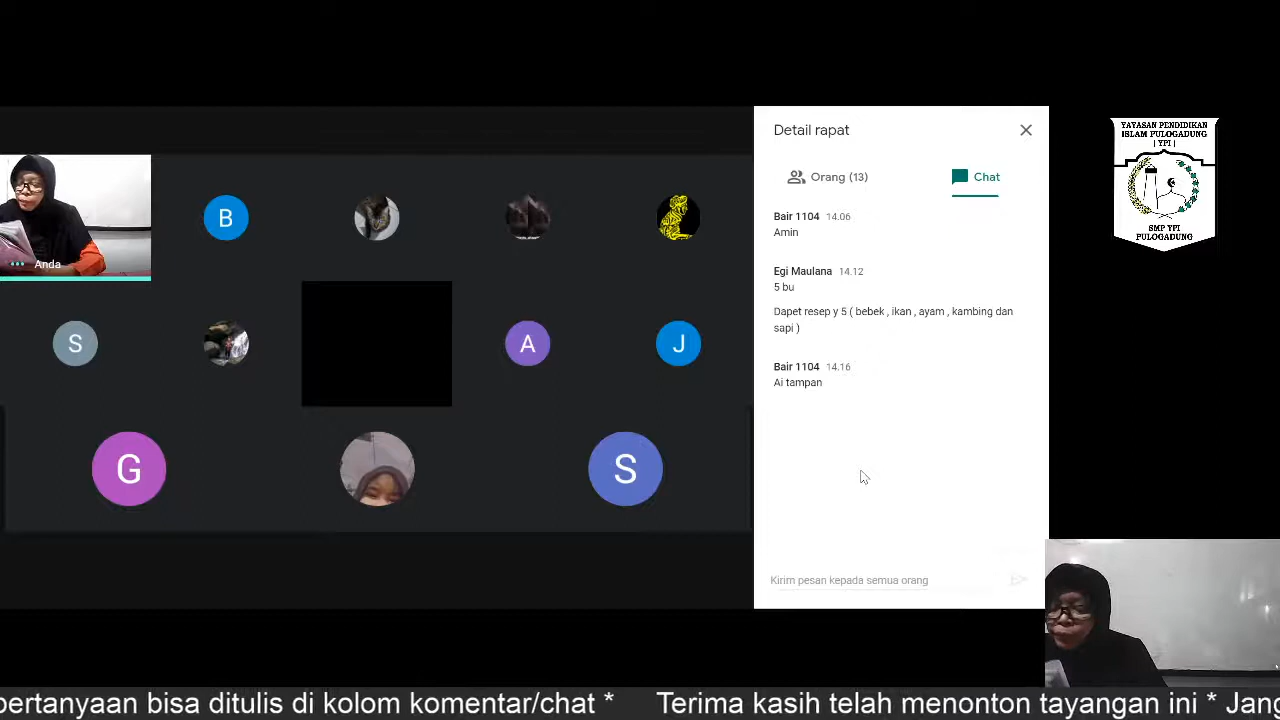 Detail rapat
Orang (13)
Chat
Bair 1104 14.06
Amin
Egi Maulana 14.12
5 bu
Dapet resep y 5 ( bebek , ikan , ayam , kambing dan
sapi )
Bair 1104 14.16
Ai tampan
Kirim pesan kepada semua orang
Anda
B
S
A
J
G
S
YAYASAN PENDIDIKAN
ISLAM PULOGADUNG
( YPI )
SMP YPI
PULOGADUNG
pertanyaan bisa ditulis di kolom komentar/chat * Terima kasih telah menonton tayangan ini * Jang